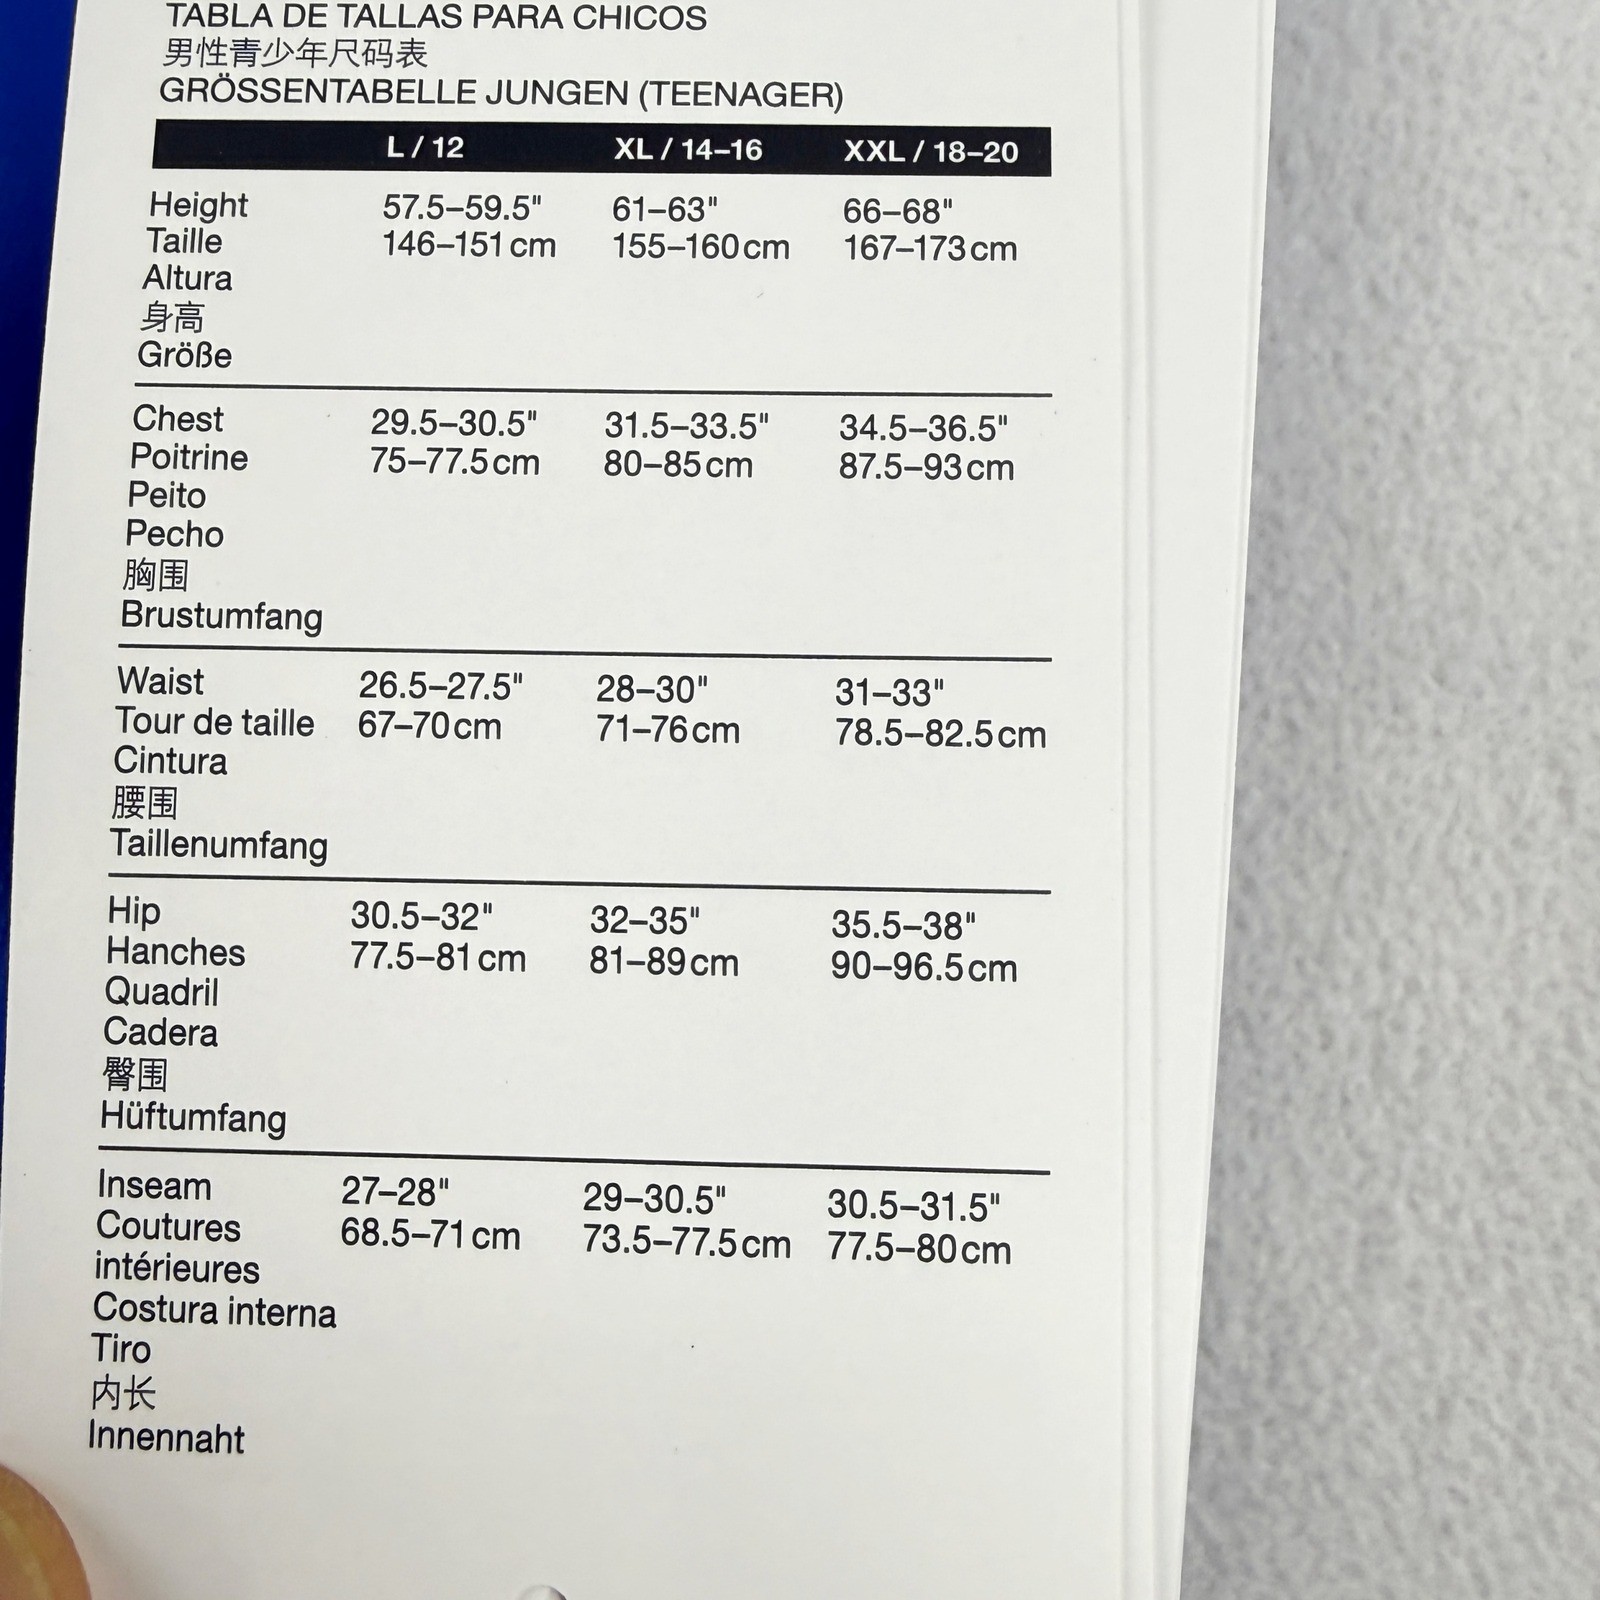 TABLA DE TALLAS PARA CHICOS
男性青少年尺码表
GRÖSSENTABELLE JUNGEN (TEENAGER)
L / 12 XL / 14–16 XXL / 18–20
Height 57.5–59.5" 61–63" 66–68"
Taille 146–151 cm 155–160 cm 167–173 cm
Altura
身高
Größe
Chest 29.5–30.5" 31.5–33.5" 34.5–36.5"
Poitrine 75–77.5 cm 80–85 cm 87.5–93 cm
Peito
Pecho
胸围
Brustumfang
Waist 26.5–27.5" 28–30" 31–33"
Tour de taille 67–70 cm 71–76 cm 78.5–82.5 cm
Cintura
腰围
Taillenumfang
Hip 30.5–32" 32–35" 35.5–38"
Hanches 77.5–81 cm 81–89 cm 90–96.5 cm
Quadril
Cadera
臀围
Hüftumfang
Inseam 27–28" 29–30.5" 30.5–31.5"
Coutures 68.5–71 cm 73.5–77.5 cm 77.5–80 cm
intérieures
Costura interna
Tiro
内长
Innennaht